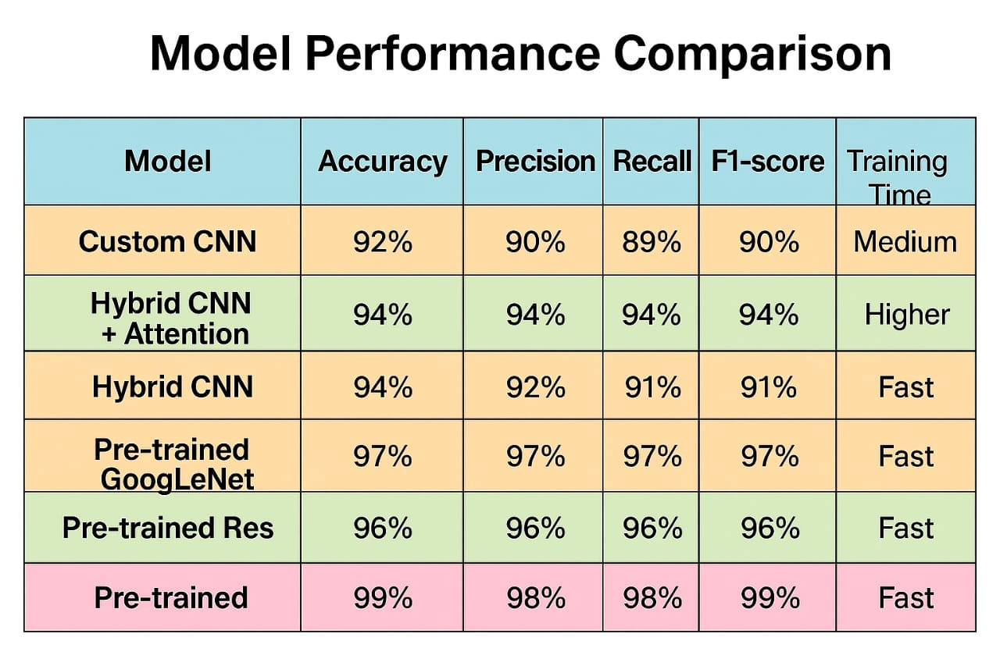 Model Performance Comparison
Model Accuracy Precision Recall F1-score Training
Time
Custom CNN 92% 90% 89% 90% Medium
Hybrid CNN
+ Attention 94% 94% 94% 94% Higher
Hybrid CNN 94% 92% 91% 91% Fast
Pre-trained
GoogLeNet 97% 97% 97% 97% Fast
Pre-trained Res 96% 96% 96% 96% Fast
Pre-trained 99% 98% 98% 99% Fast